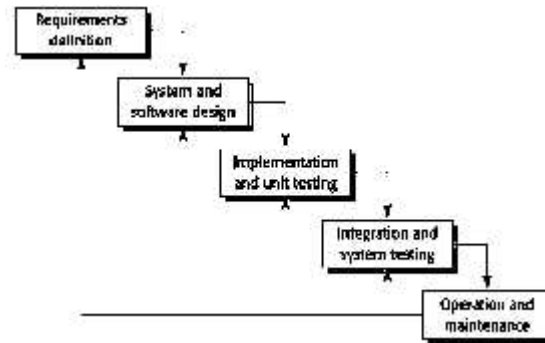 Requirements
definition
System and
software design
Implementation
and unit testing
Integration and
system testing
Operation and
maintenance